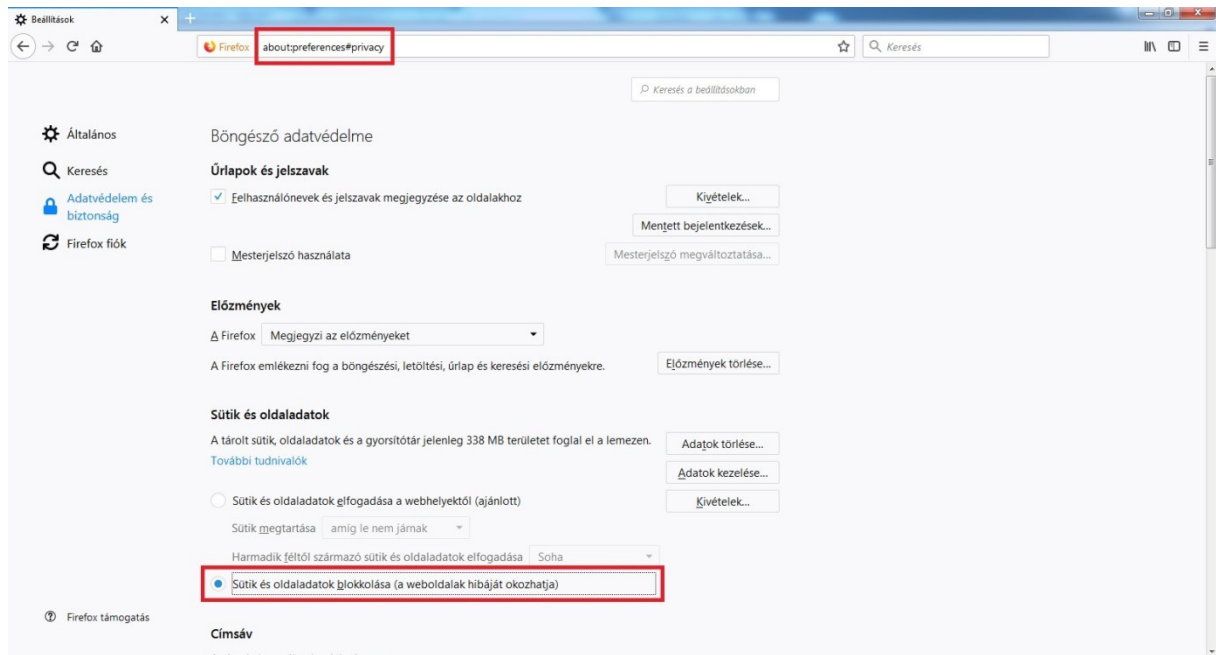 Beállítások
Firefox
about:preferences#privacy
Keresés
Keresés a beállításokban
Általános
Keresés
Adatvédelem és
biztonság
Firefox fiók
Firefox támogatás
Böngésző adatvédelme
Űrlapok és jelszavak
Felhasználónevek és jelszavak megjegyzése az oldalakhoz
Kivételek...
Mentett bejelentkezések...
Mesterjelszó használata
Mesterjelszó megváltoztatása...
Előzmények
A Firefox Megjegyzi az előzményeket
A Firefox emlékezni fog a böngészési, letöltési, űrlap és keresési előzményekre.
Előzmények törlése...
Sütik és oldaladatok
A tárolt sütik, oldaladatok és a gyorsítótár jelenleg 338 MB területet foglal el a lemezen.
Adatok törlése...
További tudnivalók
Adatok kezelése...
Sütik és oldaladatok elfogadása a webhelyektől (ajánlott)
Kivételek...
Sütik megtartása amíg le nem járnak
Harmadik féltől származó sütik és oldaladatok elfogadása Soha
Sütik és oldaladatok blokkolása (a weboldalak hibáját okozhatja)
Címsáv